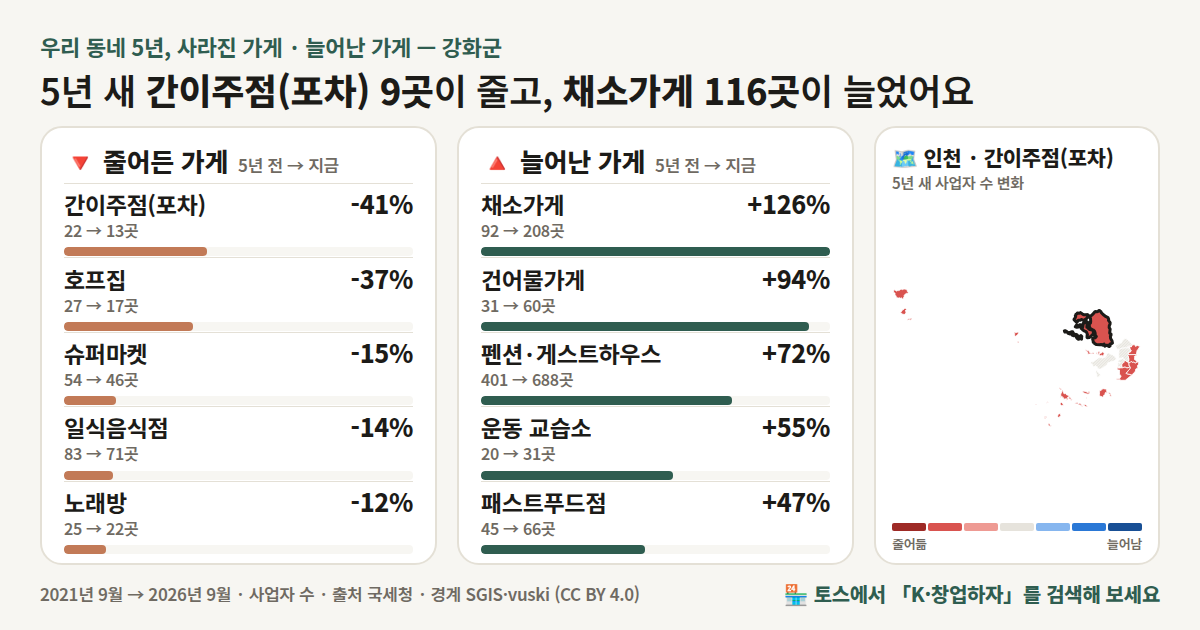 우리 동네 5년, 사라진 가게 · 늘어난 가게 — 강화군
5년 새 간이주점(포차) 9곳이 줄고, 채소가게 116곳이 늘었어요
🔻 줄어든 가게 5년 전 → 지금
간이주점(포차) -41%
22 → 13곳
호프집 -37%
27 → 17곳
슈퍼마켓 -15%
54 → 46곳
일식음식점 -14%
83 → 71곳
노래방 -12%
25 → 22곳
🔺 늘어난 가게 5년 전 → 지금
채소가게 +126%
92 → 208곳
건어물가게 +94%
31 → 60곳
펜션·게스트하우스 +72%
401 → 688곳
운동 교습소 +55%
20 → 31곳
패스트푸드점 +47%
45 → 66곳
🗺️ 인천 · 간이주점(포차)
5년 새 사업자 수 변화
줄어듦 늘어남
2021년 9월 → 2026년 9월 · 사업자 수 · 출처 국세청 · 경계 SGIS·vuski (CC BY 4.0)
🏪 토스에서 「K·창업하자」를 검색해 보세요